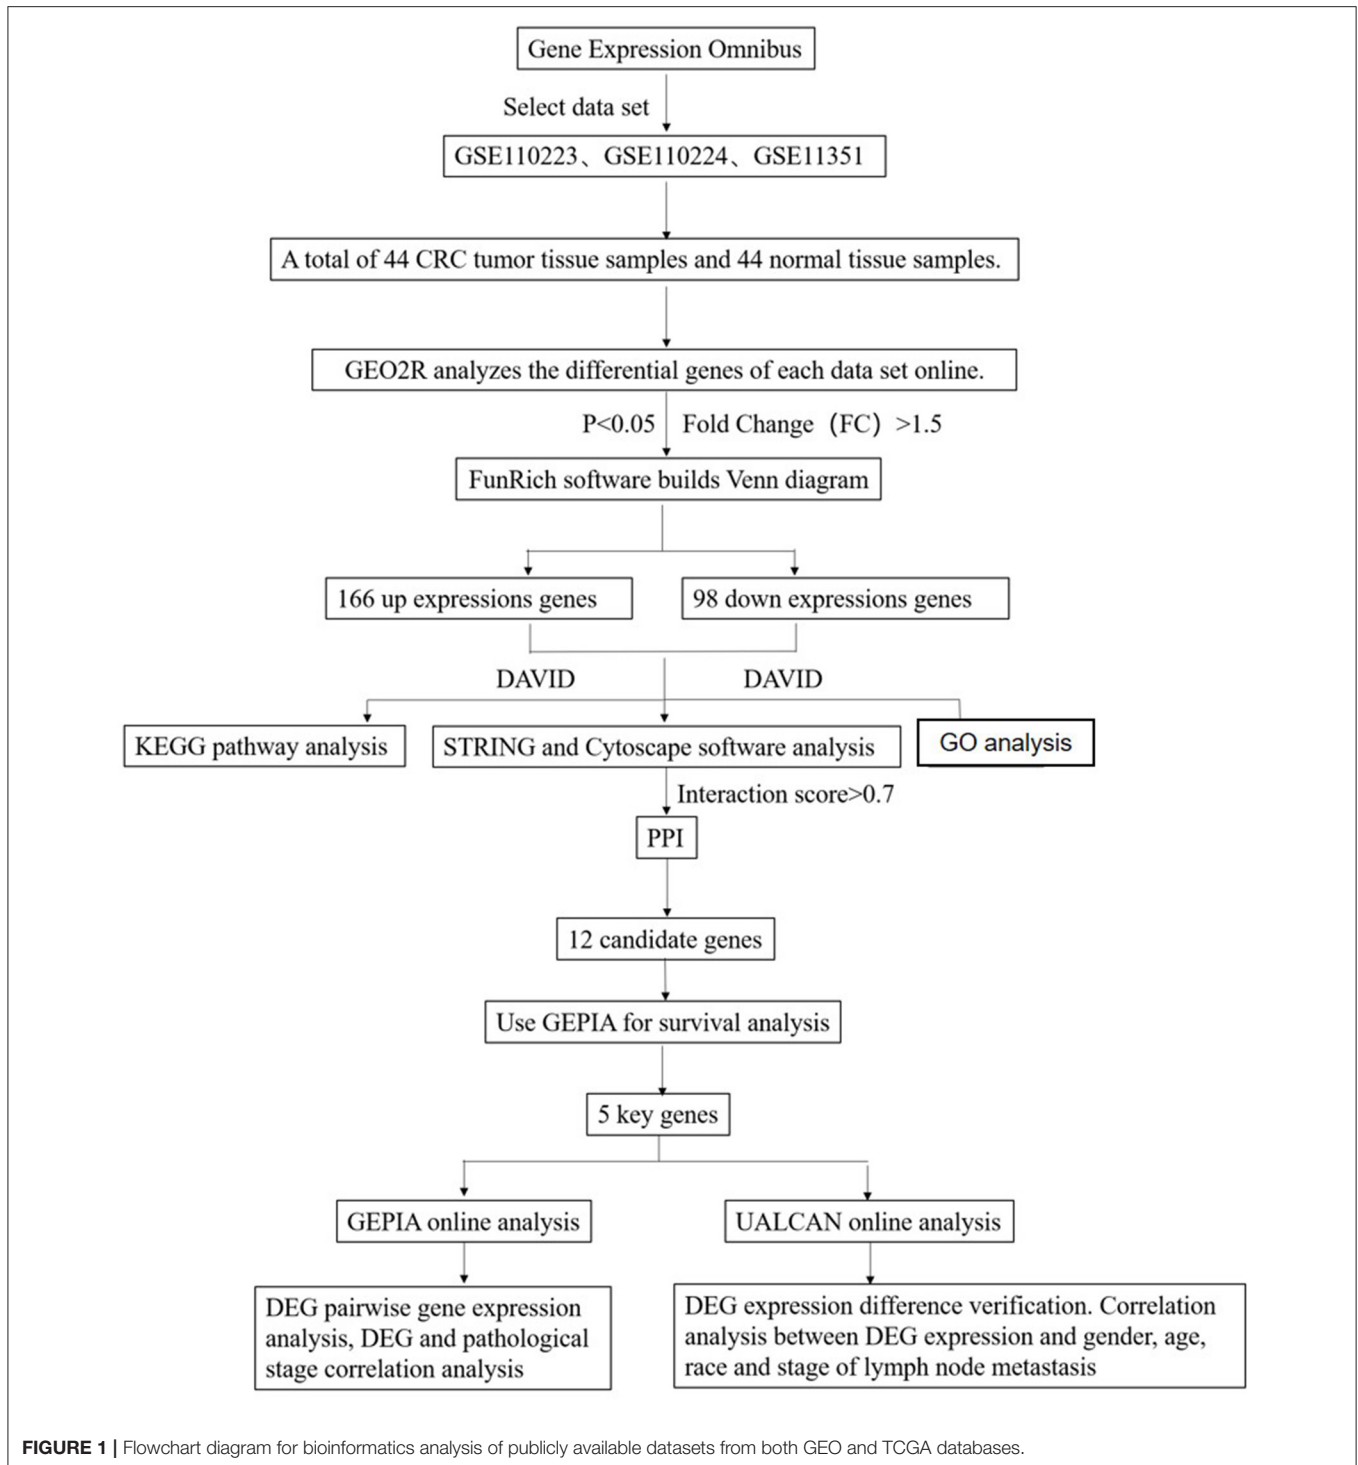 Gene Expression Omnibus
Select data set
GSE110223、GSE110224、GSE11351
A total of 44 CRC tumor tissue samples and 44 normal tissue samples.
GEO2R analyzes the differential genes of each data set online.
P<0.05 Fold Change (FC) >1.5
FunRich software builds Venn diagram
166 up expressions genes
98 down expressions genes
DAVID
DAVID
KEGG pathway analysis
STRING and Cytoscape software analysis
GO analysis
Interaction score>0.7
PPI
12 candidate genes
Use GEPIA for survival analysis
5 key genes
GEPIA online analysis
UALCAN online analysis
DEG pairwise gene expression
analysis, DEG and pathological
stage correlation analysis
DEG expression difference verification. Correlation
analysis between DEG expression and gender, age,
race and stage of lymph node metastasis
FIGURE 1 | Flowchart diagram for bioinformatics analysis of publicly available datasets from both GEO and TCGA databases.